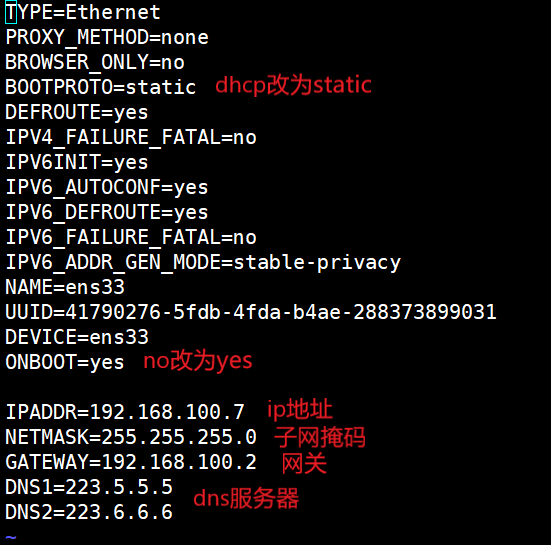 TYPE=Ethernet
PROXY_METHOD=none
BROWSER_ONLY=no
BOOTPROTO=static dhcp改为static
DEFROUTE=yes
IPV4_FAILURE_FATAL=no
IPV6INIT=yes
IPV6_AUTOCONF=yes
IPV6_DEFROUTE=yes
IPV6_FAILURE_FATAL=no
IPV6_ADDR_GEN_MODE=stable-privacy
NAME=ens33
UUID=41790276-5fdb-4fda-b4ae-288373899031
DEVICE=ens33
ONBOOT=yes no改为yes
IPADDR=192.168.100.7 ip地址
NETMASK=255.255.255.0 子网掩码
GATEWAY=192.168.100.2 网关
DNS1=223.5.5.5
dns服务器
DNS2=223.6.6.6
~